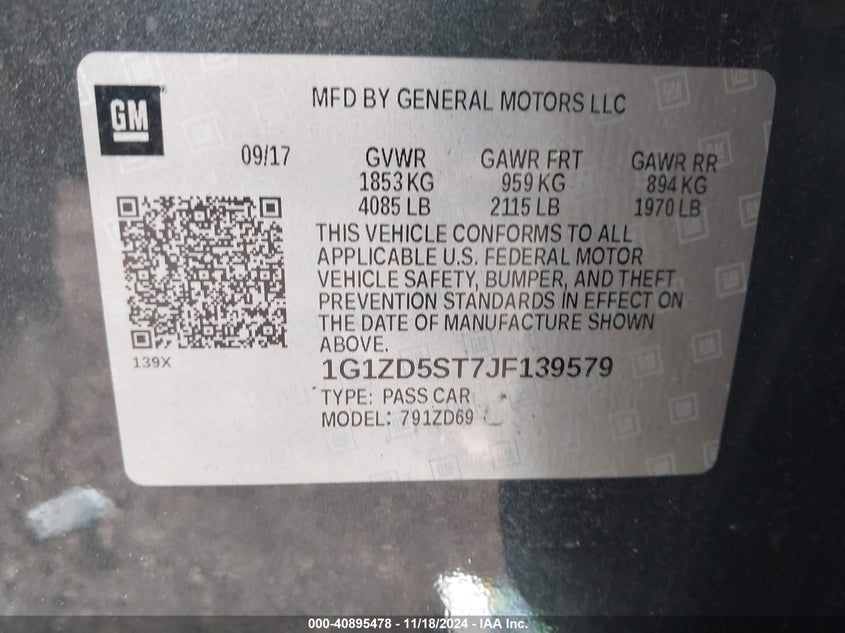 GM
MFD BY GENERAL MOTORS LLC
09/17
GVWR
1853 KG
4085 LB
GAWR FRT
959 KG
2115 LB
GAWR RR
894 KG
1970 LB
THIS VEHICLE CONFORMS TO ALL
APPLICABLE U.S. FEDERAL MOTOR
VEHICLE SAFETY, BUMPER, AND THEFT
PREVENTION STANDARDS IN EFFECT ON
THE DATE OF MANUFACTURE SHOWN
ABOVE.
139X
1G1ZD5ST7JF139579
TYPE: PASS CAR
MODEL: 791ZD69
000-40895478 - 11/18/2024 - IAA Inc.